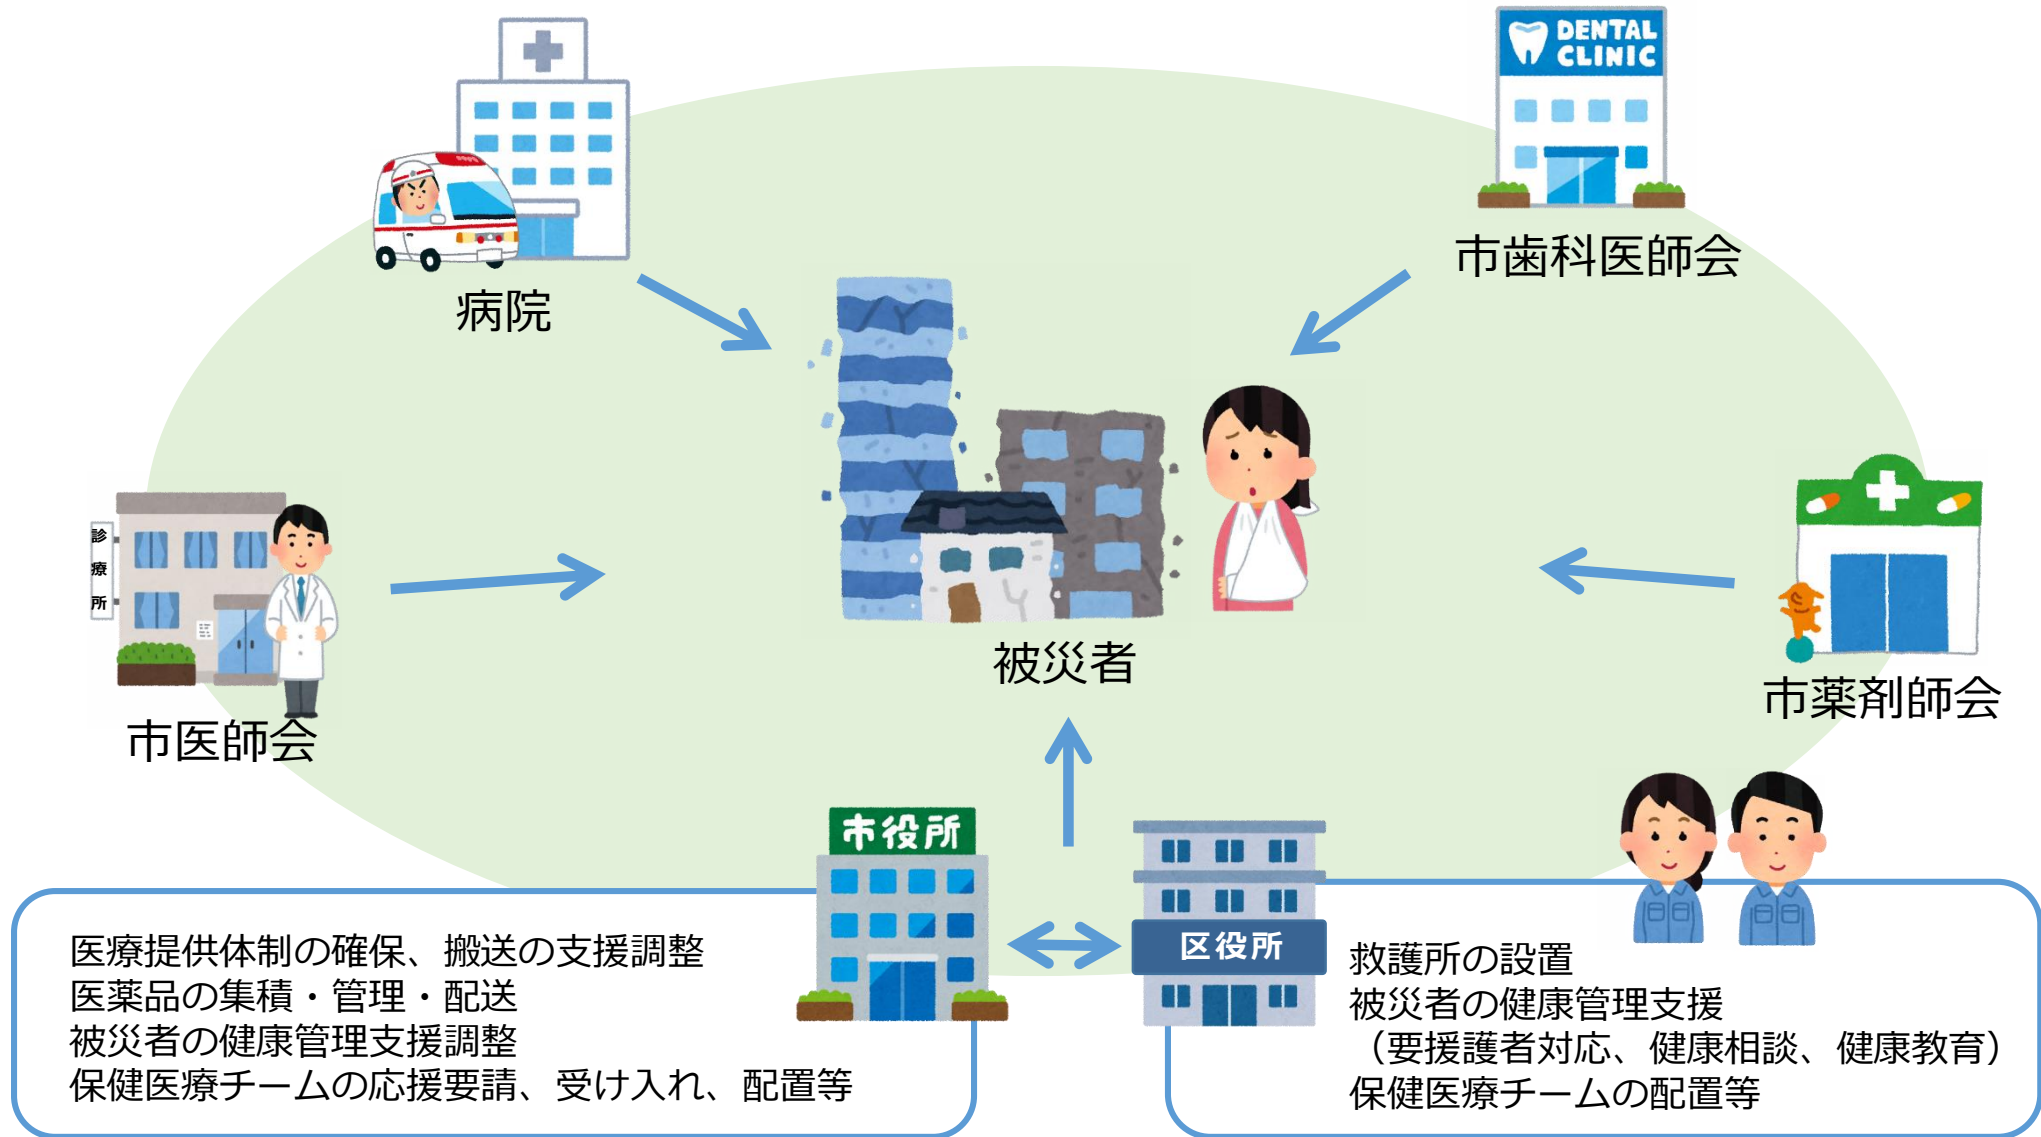 DENTAL
CLINIC
市歯科医師会
病院
診療所
市医師会
被災者
市薬剤師会
市役所
区役所
医療提供体制の確保、搬送の支援調整
医薬品の集積・管理・配送
被災者の健康管理支援調整
保健医療チームの応援要請、受け入れ、配置等
救護所の設置
被災者の健康管理支援
（要援護者対応、健康相談、健康教育）
保健医療チームの配置等